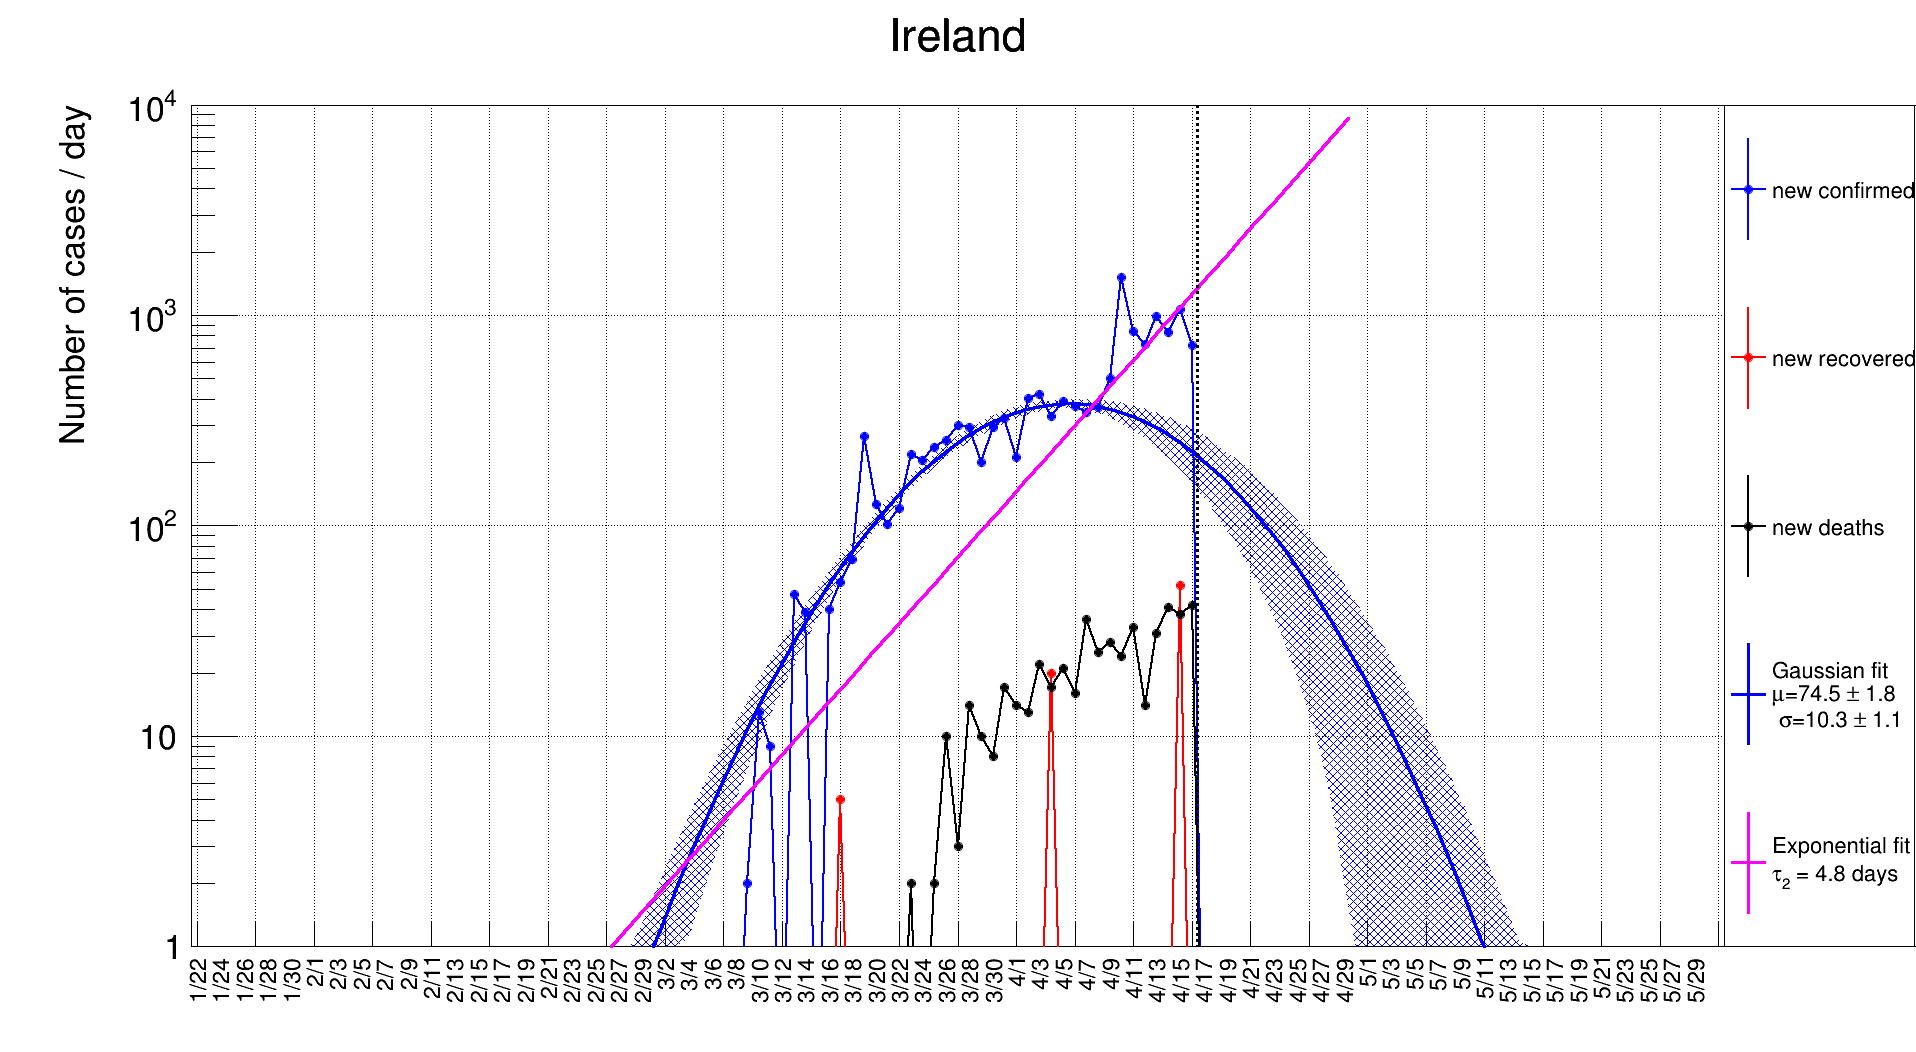 Ireland
Number of cases / day
10⁴
10³
10²
10
1
1/22 1/24 1/26 1/28 1/30 2/1 2/3 2/5 2/7 2/9 2/11 2/13 2/15 2/17 2/19 2/21 2/23 2/25 2/27 2/29 3/2 3/4 3/6 3/8 3/10 3/12 3/14 3/16 3/18 3/20 3/22 3/24 3/26 3/28 3/30 4/1 4/3 4/5 4/7 4/9 4/11 4/13 4/15 4/17 4/19 4/21 4/23 4/25 4/27 4/29 5/1 5/3 5/5 5/7 5/9 5/11 5/13 5/15 5/17 5/19 5/21 5/23 5/25 5/27 5/29
new confirmed
new recovered
new deaths
Gaussian fit
μ=74.5 ± 1.8
σ=10.3 ± 1.1
Exponential fit
τ₂ = 4.8 days